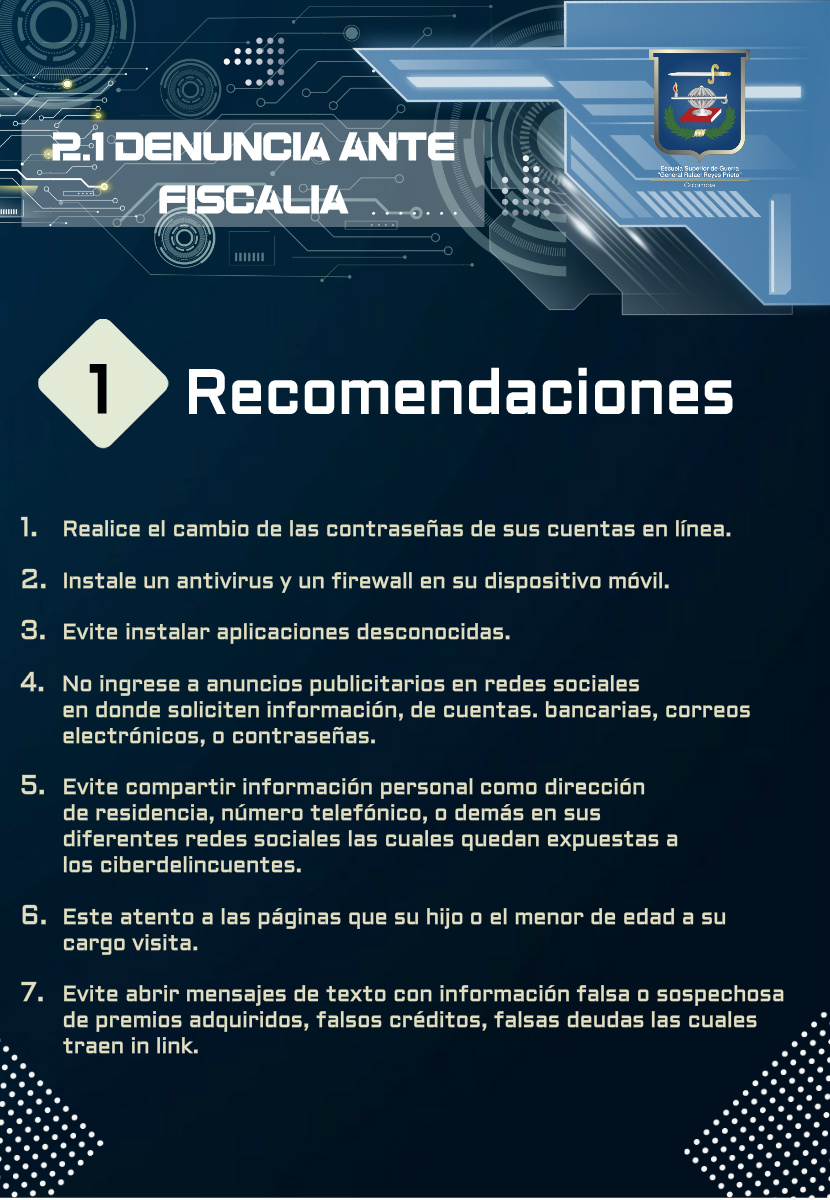 2.1 DENUNCIA ANTE
FISCALIA .......
Escuela Superior de Guerra
"General Rafael Reyes Prieto"
Colombia
1
Recomendaciones
1. Realice el cambio de las contraseñas de sus cuentas en línea.
2. Instale un antivirus y un firewall en su dispositivo móvil.
3. Evite instalar aplicaciones desconocidas.
4. No ingrese a anuncios publicitarios en redes sociales
en donde soliciten información, de cuentas. bancarias, correos
electrónicos, o contraseñas.
5. Evite compartir información personal como dirección
de residencia, número telefónico, o demás en sus
diferentes redes sociales las cuales quedan expuestas a
los ciberdelincuentes.
6. Este atento a las páginas que su hijo o el menor de edad a su
cargo visita.
7. Evite abrir mensajes de texto con información falsa o sospechosa
de premios adquiridos, falsos créditos, falsas deudas las cuales
traen in link.